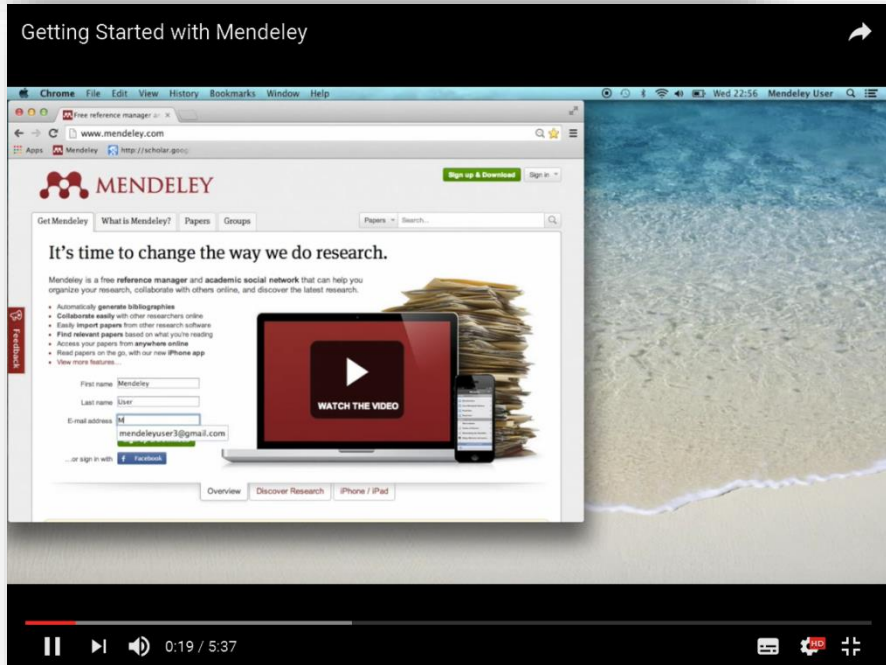 Getting Started with Mendeley
Chrome File Edit View History Bookmarks Window Help
Wed 22:56 Mendeley User
Free reference manager an
www.mendeley.com
Apps Mendeley http://scholar.goog
MENDELEY
Sign up & Download Sign in
Get Mendeley What is Mendeley? Papers Groups
Papers Search...
It's time to change the way we do research.
Mendeley is a free reference manager and academic social network that can help you
organize your research, collaborate with others online, and discover the latest research.
Automatically generate bibliographies
Collaborate easily with other researchers online
Easily import papers from other research software
Find relevant papers based on what you're reading
Access your papers from anywhere online
Read papers on the go, with our new iPhone app
View more features...
Feedback
First name Mendeley
Last name User
E-mail address M
mendeleyuser3@gmail.com
...or sign in with f Facebook
WATCH THE VIDEO
Overview Discover Research iPhone / iPad
0:19 / 5:37
HD